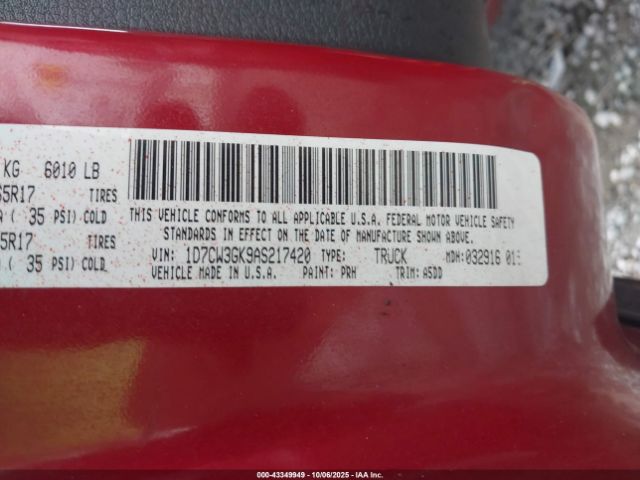 KG 6010 LB
5R17 TIRES
( 35 PSI) COLD
5R17 TIRES
( 35 PSI) COLD
THIS VEHICLE CONFORMS TO ALL APPLICABLE U.S.A. FEDERAL MOTOR VEHICLE SAFETY
STANDARDS IN EFFECT ON THE DATE OF MANUFACTURE SHOWN ABOVE.
VIN: 1D7CW3GK9AS217420 TYPE: TRUCK MDH: 032916 01
VEHICLE MADE IN U.S.A. PAINT: PRH TRIM: A5DD
000-43349949 | 10/06/2025 | IAA Inc.